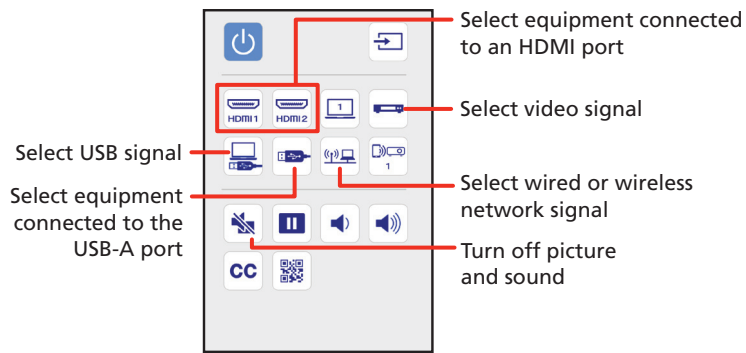 Select equipment connected
to an HDMI port
HDMI 1
HDMI 2
1
Select video signal
Select USB signal
1
Select equipment
connected to the
USB-A port
Select wired or wireless
network signal
Turn off picture
and sound
CC